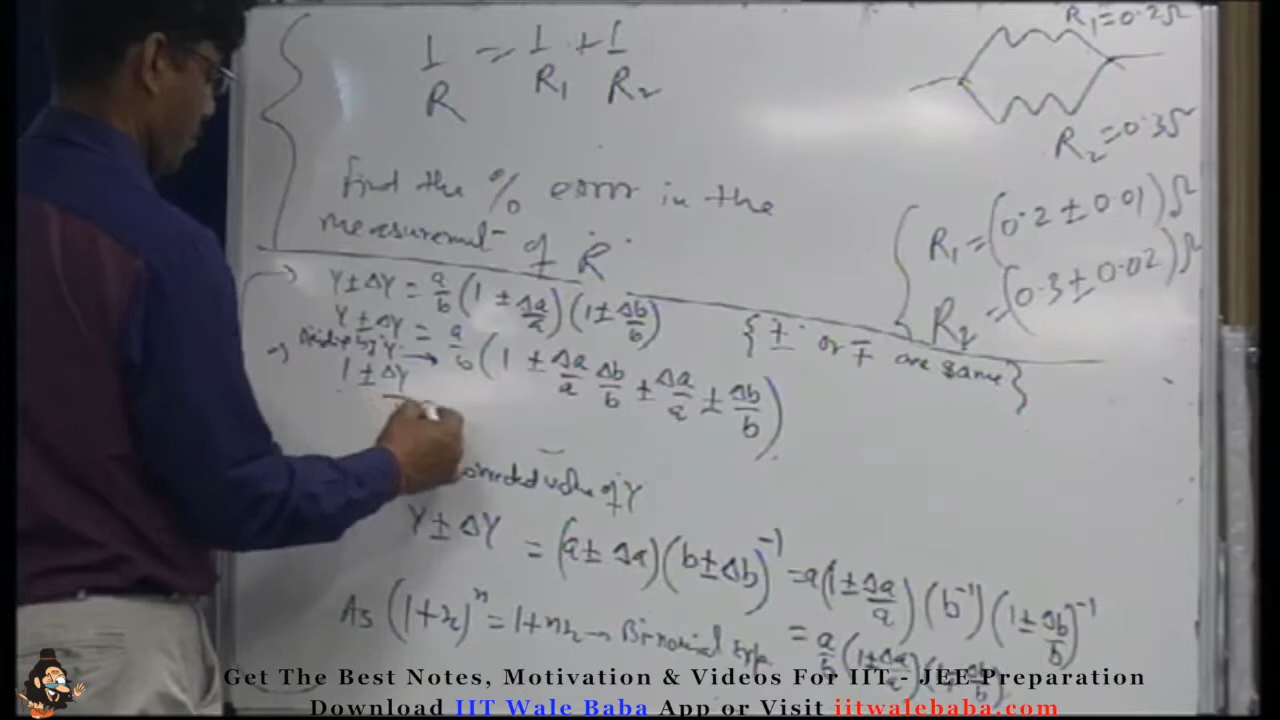 1/R = 1/R₁ + 1/R₂
R₁ = 0.2Ω
R₂ = 0.3Ω
find the % error in the
measurement of R
R₁ = (0.2 ± 0.01)Ω
R₂ = (0.3 ± 0.02)Ω
Y ± ΔY = a/b (1 ± Δa/a)(1 ± Δb/b)
{± or ∓ are same}
Y ± ΔY = a/b (1 ± Δa/a Δb/b ± Δa/a ± Δb/b)
1 ± ΔY
value of Y
Y ± ΔY = (a ± Δa)(b ± Δb)⁻¹ = a(1 ± Δa/a)(b⁻¹)(1 ± Δb/b)⁻¹
As (1+x)ⁿ = 1+nx → Binomial
= a/b (1 ± Δa/a)(1 ± Δb/b)
Get The Best Notes, Motivation & Videos For IIT - JEE Preparation
Download IIT Wale Baba App or Visit iitwalebaba.com